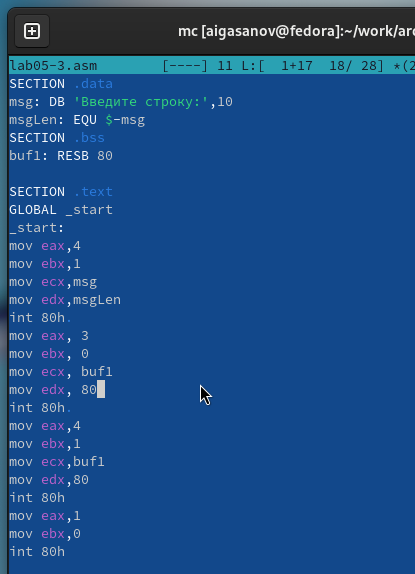 mc [aigasanov@fedora]:~/work/ar
lab05-3.asm [----] 11 L:[ 1+17 18/ 28] *(2
SECTION .data
msg: DB 'Введите строку:',10
msgLen: EQU $-msg
SECTION .bss
buf1: RESB 80
SECTION .text
GLOBAL _start
_start:
mov eax,4
mov ebx,1
mov ecx,msg
mov edx,msgLen
int 80h.
mov eax, 3
mov ebx, 0
mov ecx, buf1
mov edx, 80
int 80h.
mov eax,4
mov ebx,1
mov ecx,buf1
mov edx,80
int 80h
mov eax,1
mov ebx,0
int 80h